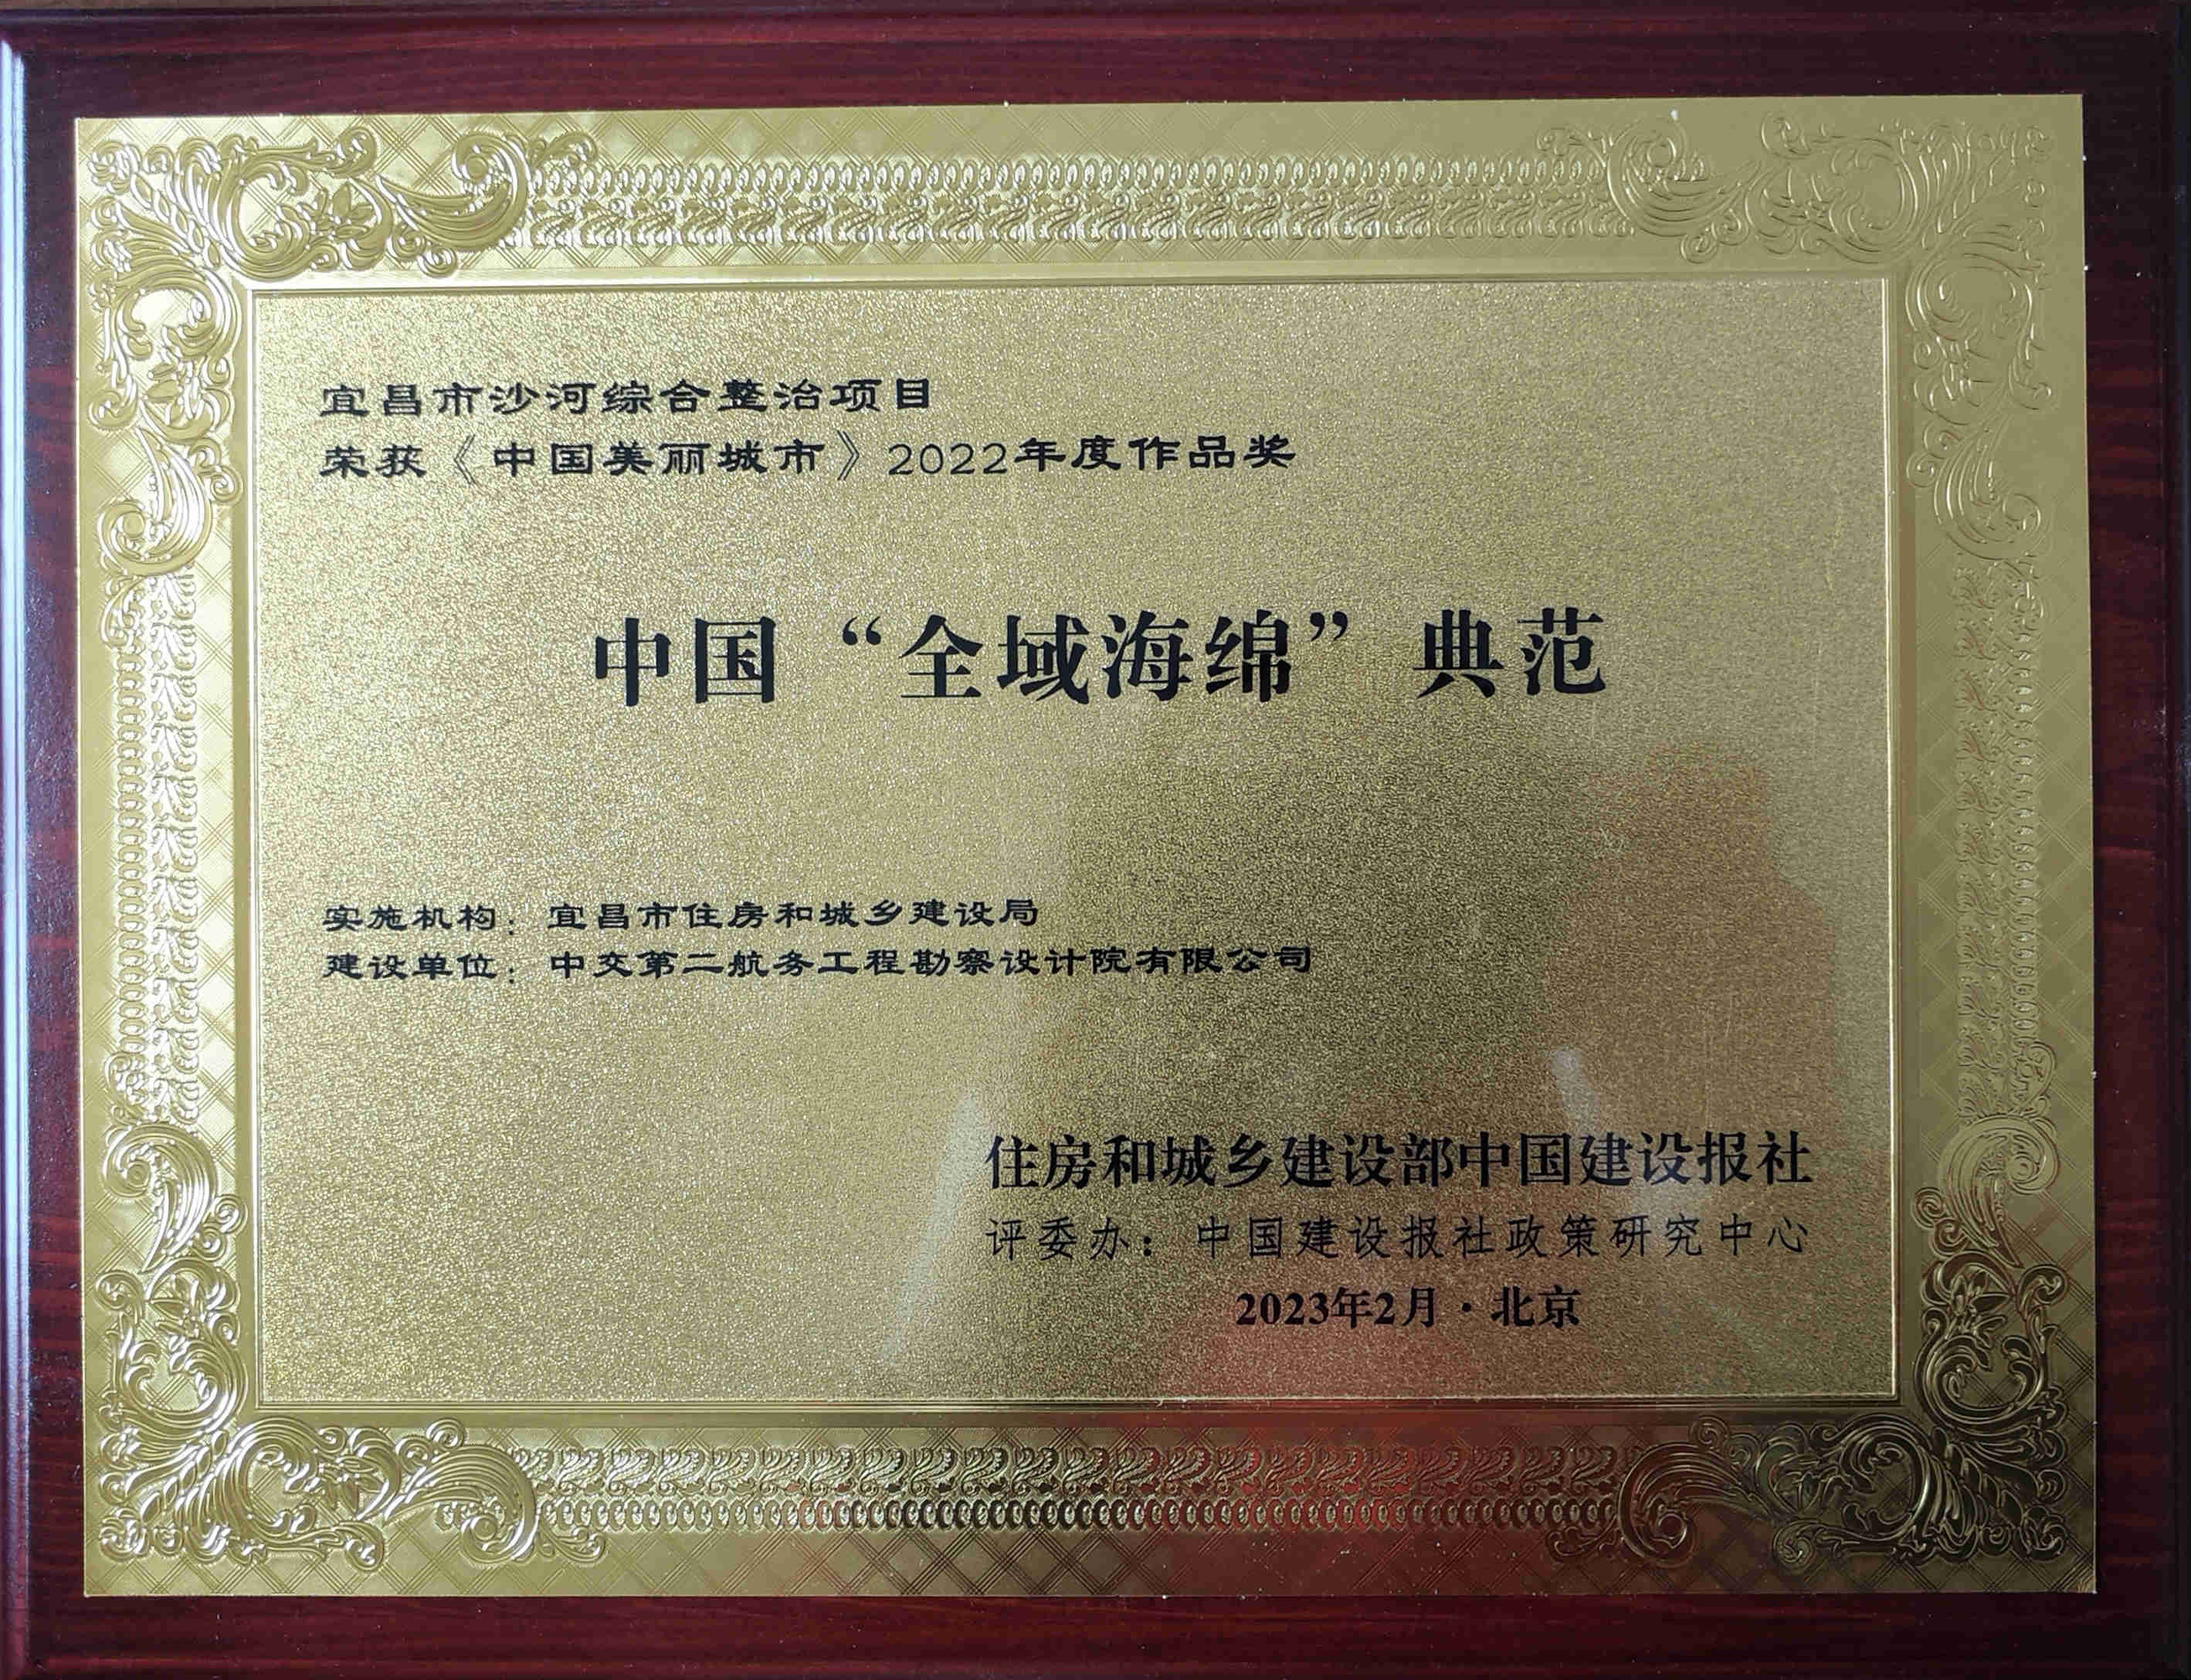 宜昌市沙河综合整治项目
荣获《中国美丽城市》2022年度作品奖
中国“全域海绵”典范
实施机构：宜昌市住房和城乡建设局
建设单位：中交第二航务工程勘察设计院有限公司
住房和城乡建设部中国建设报社
评委办：中国建设报社政策研究中心
2023年2月·北京